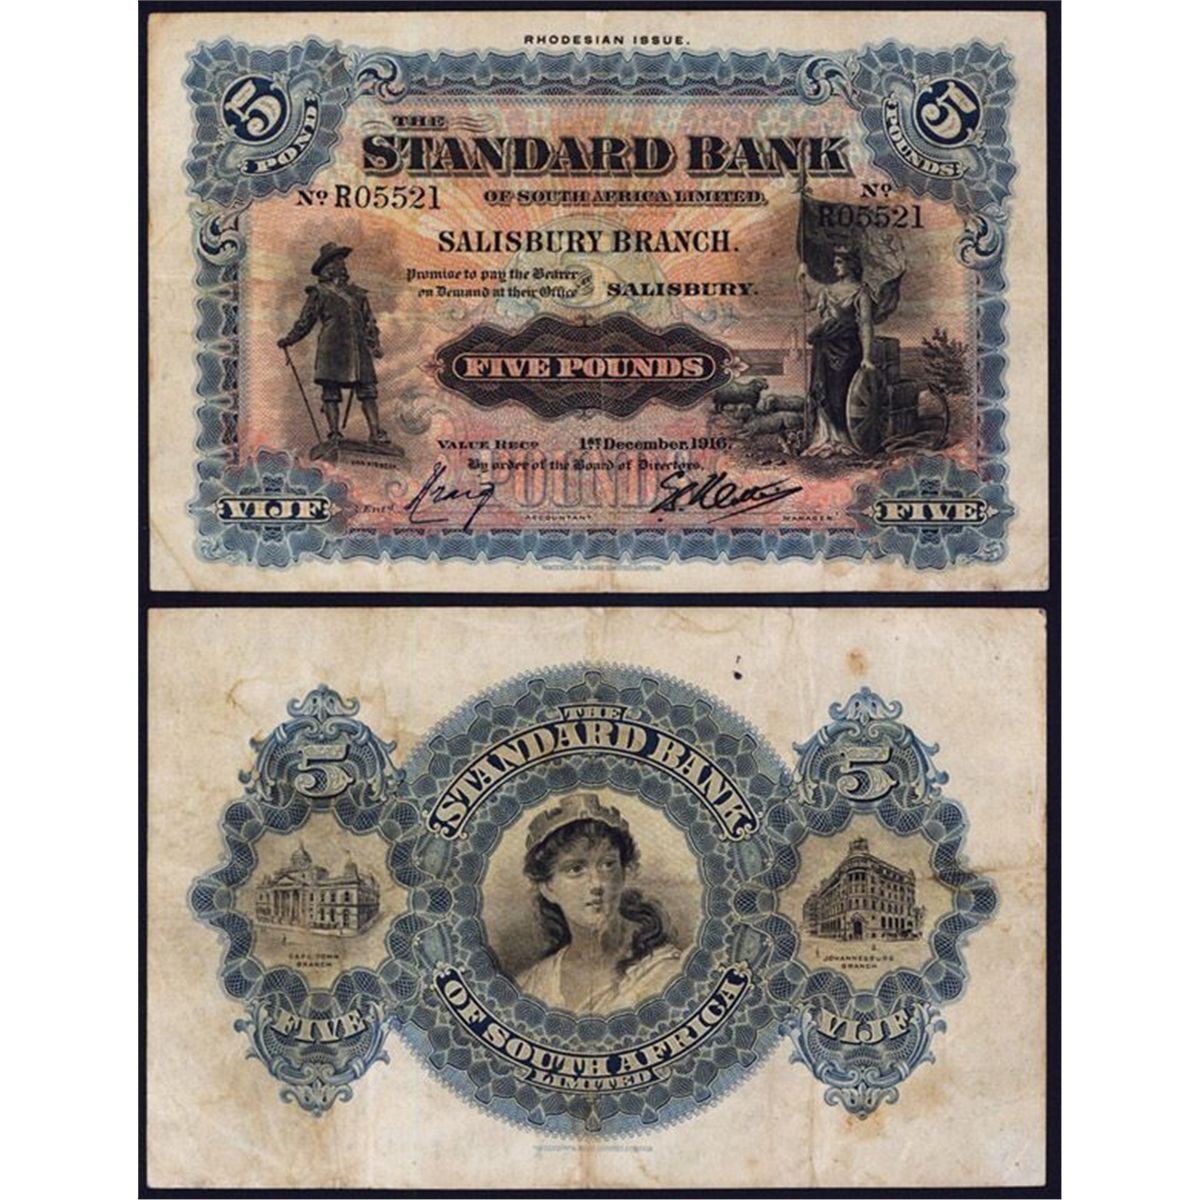 RHODESIAN ISSUE.
5 POND
5 POUNDS
THE
STANDARD BANK
OF SOUTH AFRICA LIMITED,
No R05521
No R05521
SALISBURY BRANCH.
Promise to pay the Bearer
on Demand at their Office SALISBURY.
FIVE POUNDS
VALUE RECD 1ST December, 1916.
By order of the Board of Directors,
VAN RIEBECK
POUNDS
VIJF
Entd Craig
ACCOUNTANT
MANAGER
FIVE
THE
STANDARD BANK
OF SOUTH AFRICA
LIMITED
5
CAPE TOWN
BRANCH
FIVE
5
JOHANNESBURG
BRANCH
VIJF